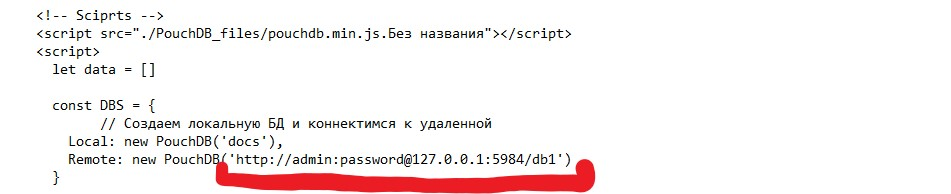 <!-- Sciprts -->
<script src="./PouchDB_files/pouchdb.min.js.Без названия"></script>
<script>
let data = []
const DBS = {
// Создаем локальную БД и коннектимся к удаленной
Local: new PouchDB('docs'),
Remote: new PouchDB('http://admin:password@127.0.0.1:5984/db1')
}